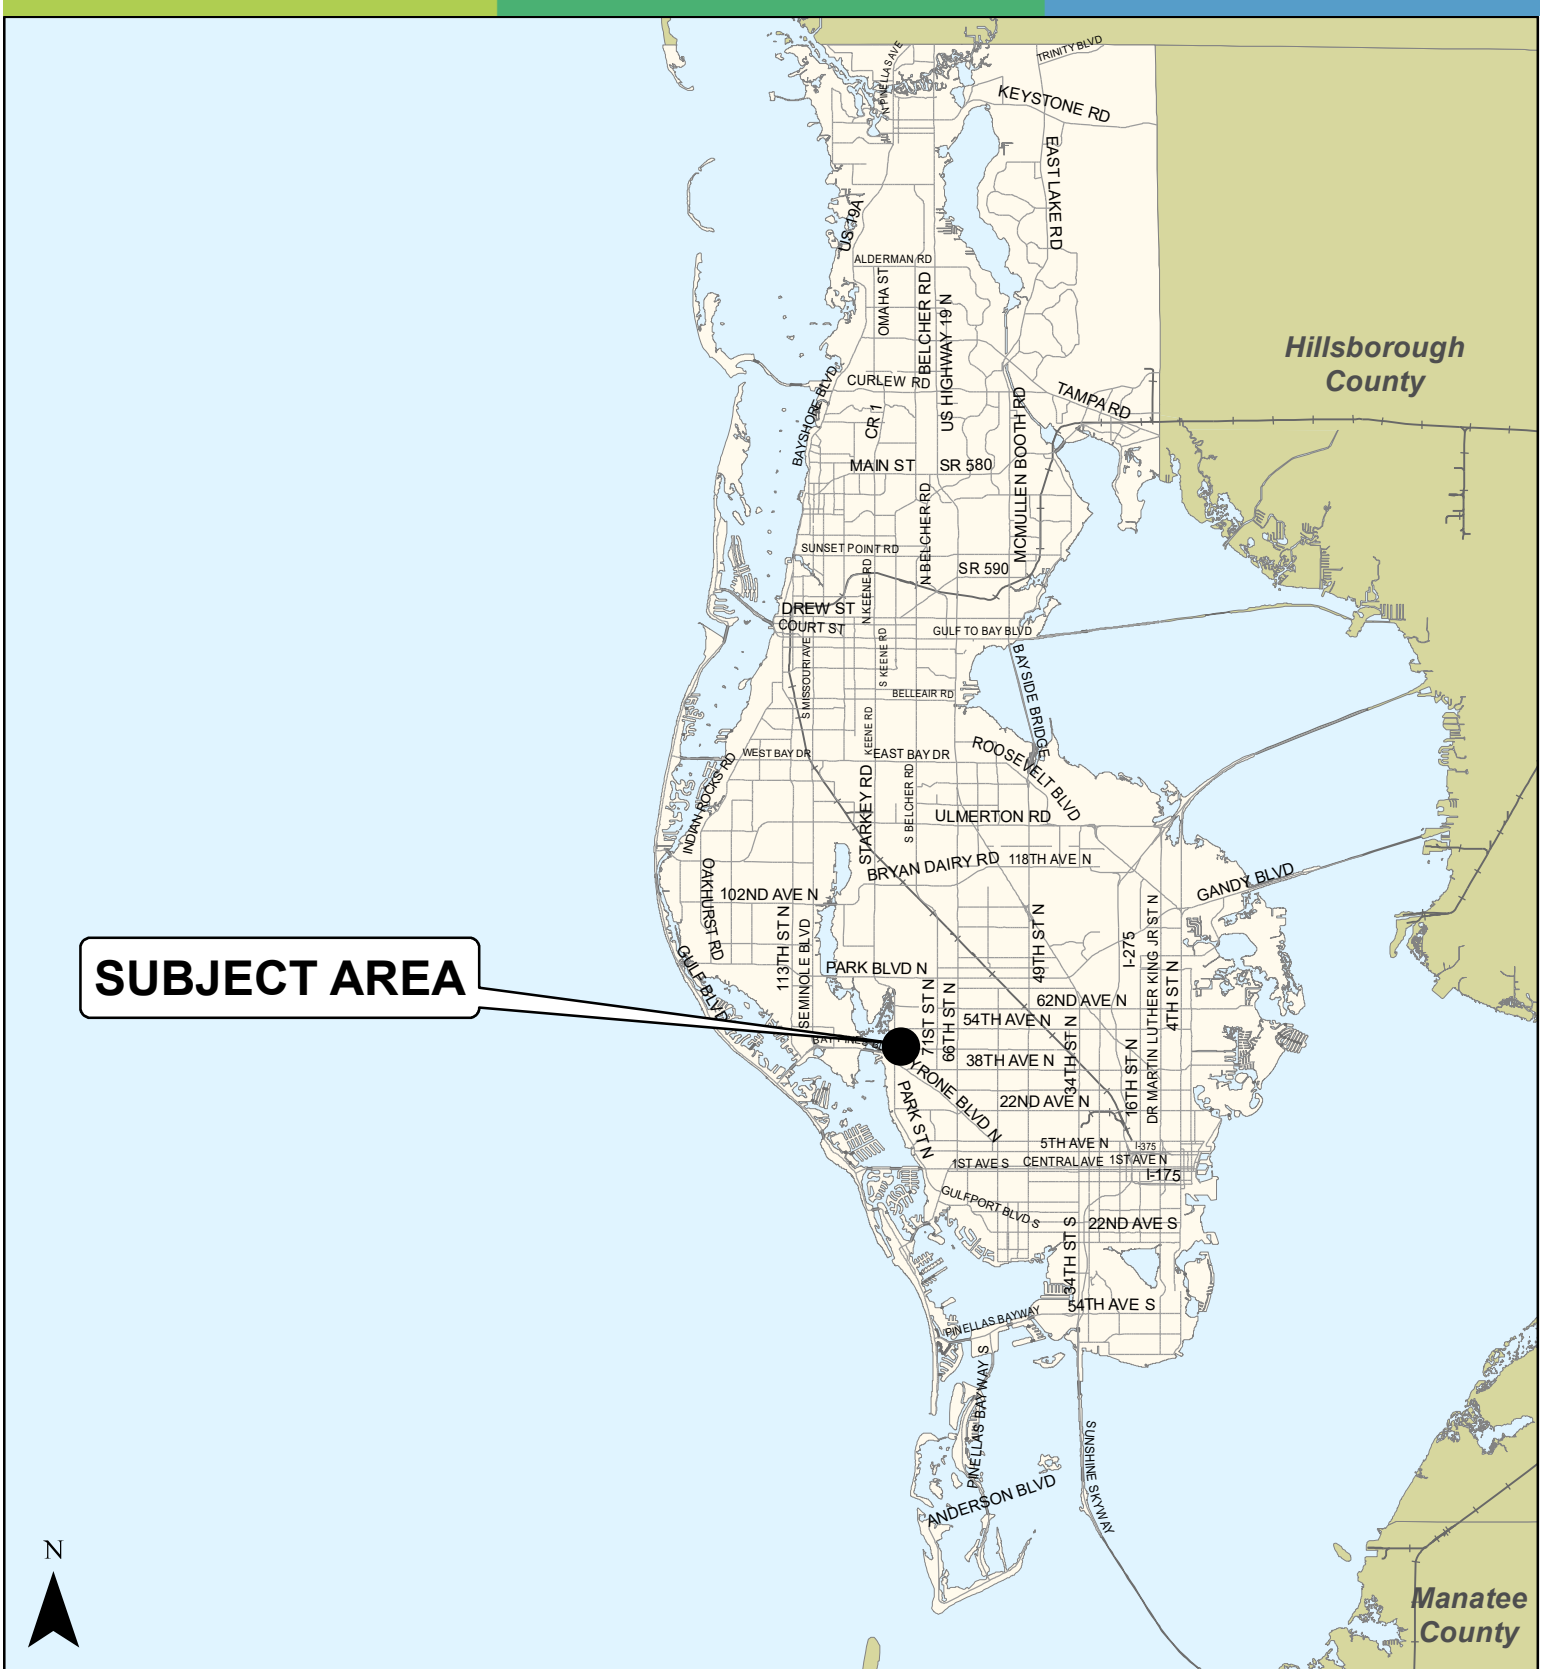 TRINITY BLVD
N PINELLAS AVE
KEYSTONE RD
EAST LAKE RD
US 19A
ALDERMAN RD
OMAHA ST
BELCHER RD
US HIGHWAY 19 N
Hillsborough
County
CURLEW RD
TAMPA RD
BAYSHORE BLVD
CR 1
MCMULLEN BOOTH RD
MAIN ST
SR 580
N BELCHER RD
SUNSET POINT RD
SR 590
N KEENE RD
DREW ST
COURT ST
GULF TO BAY BLVD
S MISSOURI AVE
S KEENE RD
BAYSIDE BRIDGE
BELLEAIR RD
KEENE RD
WEST BAY DR
EAST BAY DR
ROOSEVELT BLVD
INDIAN ROCKS RD
STARKEY RD
S BELCHER RD
ULMERTON RD
BRYAN DAIRY RD
118TH AVE N
OAKHURST RD
102ND AVE N
GANDY BLVD
113TH ST N
SEMINOLE BLVD
49TH ST N
I-275
DR MARTIN LUTHER KING JR ST N
4TH ST N
GULF BLVD
SUBJECT AREA
PARK BLVD N
71ST ST N
66TH ST N
62ND AVE N
54TH AVE N
34TH ST N
BAY PINES
38TH AVE N
16TH ST N
YRONE BLVD N
22ND AVE N
PARK ST N
5TH AVE N
I-375
1ST AVE S
CENTRAL AVE
1ST AVE N
I-175
GULFPORT BLVD S
22ND AVE S
34TH ST S
54TH AVE S
PINELLAS BAYWAY
PINELLAS BAYWAY S
SUNSHINE SKYWAY
ANDERSON BLVD
N
Manatee
County